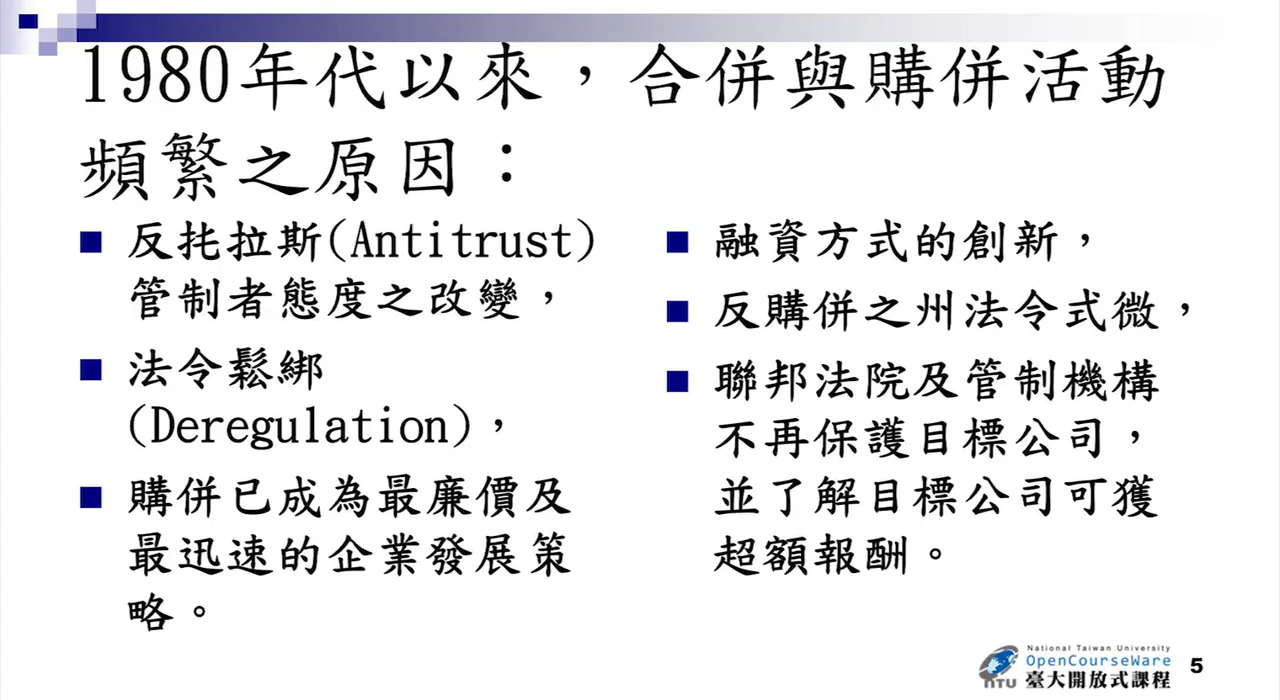 1980年代以來，合併與購併活動
頻繁之原因：
反托拉斯(Antitrust)
管制者態度之改變，
法令鬆綁
(Deregulation)，
購併已成為最廉價及
最迅速的企業發展策
略。
融資方式的創新，
反購併之州法令式微，
聯邦法院及管制機構
不再保護目標公司，
並了解目標公司可獲
超額報酬。
National Taiwan University
OpenCourseWare
NTU 臺大開放式課程
5